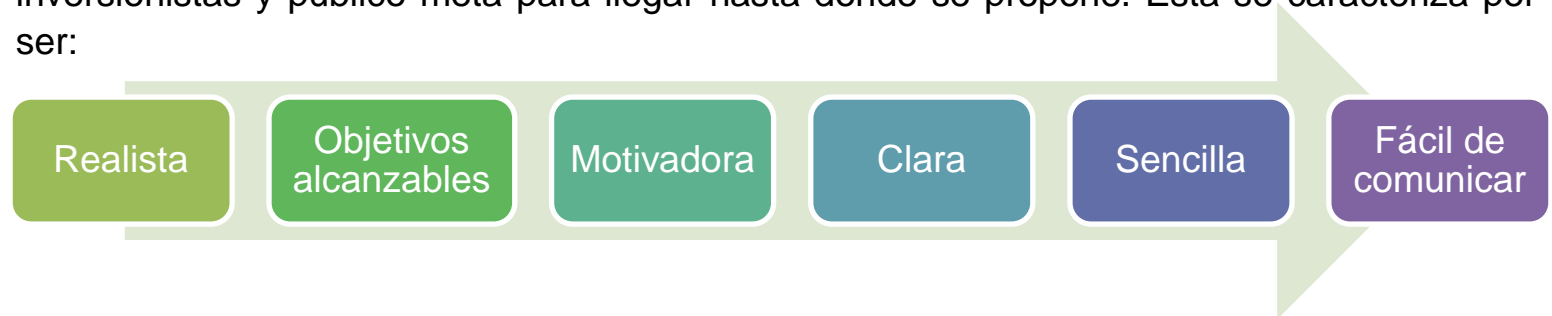 inversionistas y público meta para llegar hasta donde se propone. Esta se caracteriza por
ser:
Realista
Objetivos
alcanzables
Motivadora
Clara
Sencilla
Fácil de
comunicar